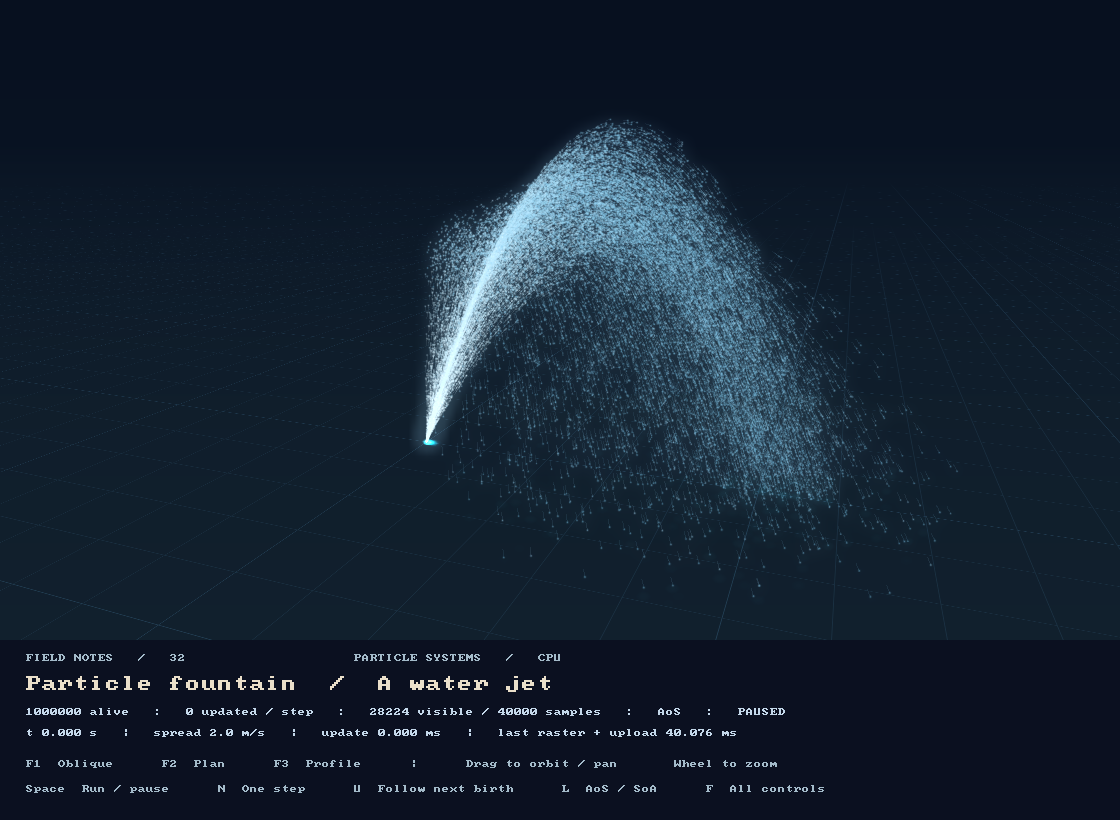 FIELD NOTES / 32 PARTICLE SYSTEMS / CPU
Particle fountain / A water jet
1000000 alive : 0 updated / step : 28224 visible / 40000 samples : AoS : PAUSED
t 0.000 s | spread 2.0 m/s | update 0.000 ms | last raster + upload 40.076 ms
F1 Oblique F2 Plan F3 Profile | Drag to orbit / pan Wheel to zoom
Space Run / pause N One step U Follow next birth L AoS / SoA F All controls